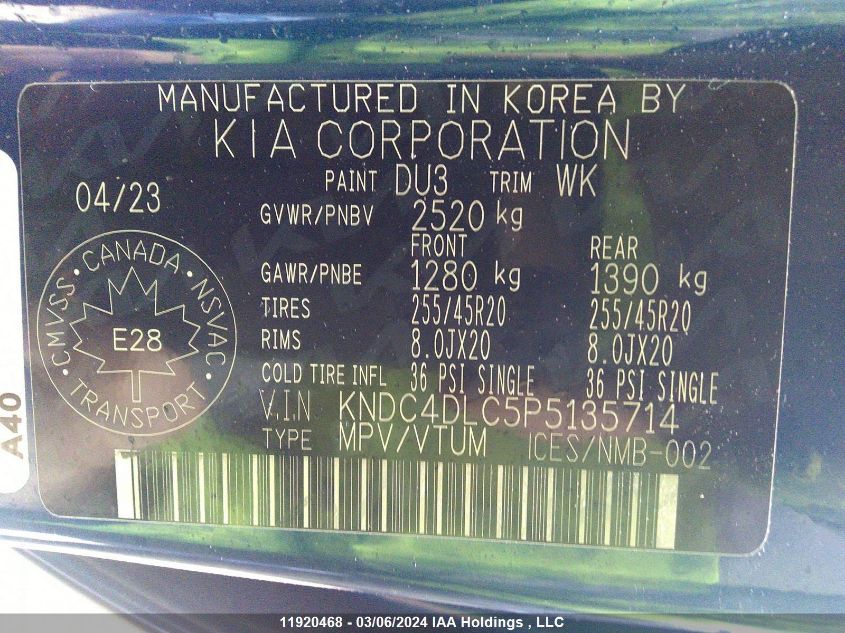 MANUFACTURED IN KOREA BY
KIA CORPORATION
PAINT DU3 TRIM WK
04/23
GVWR/PNBV 2520 kg
FRONT REAR
GAWR/PNBE 1280 kg 1390 kg
TIRES 255/45R20 255/45R20
RIMS 8.0JX20 8.0JX20
COLD TIRE INFL 36 PSI SINGLE 36 PSI SINGLE
V.I.N KNDC4DLC5P5135714
TYPE MPV/VTUM ICES/NMB-002
CMVSS • CANADA • NSVAC •
E28
TRANSPORT
A40
11920468 - 03/06/2024 IAA Holdings , LLC